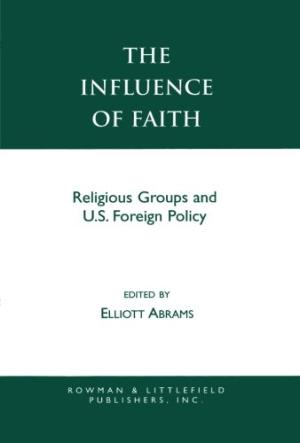 THE
INFLUENCE
OF FAITH
Religious Groups and
U.S. Foreign Policy
EDITED BY
ELLIOTT ABRAMS
ROWMAN & LITTLEFIELD
PUBLISHERS, INC.